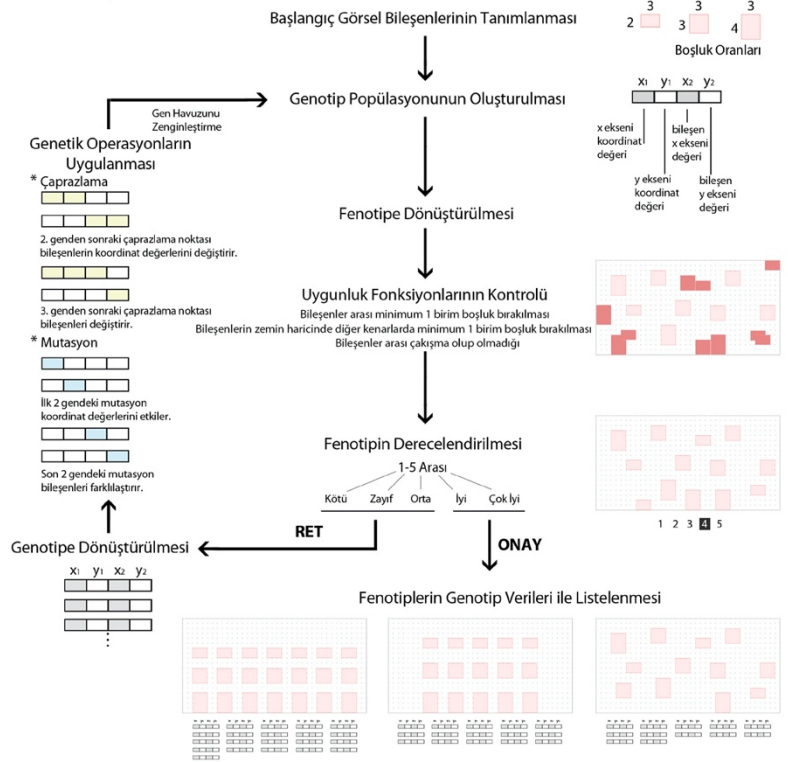 Başlangıç Görsel Bileşenlerinin Tanımlanması
3
2
3
3
3
4
Boşluk Oranları
Gen Havuzunu
Zenginleştirme
Genotip Popülasyonunun Oluşturulması
x1 y1 x2 y2
x ekseni
koordinat
değeri
bileşen
x ekseni
değeri
y ekseni
koordinat
değeri
bileşen
y ekseni
değeri
Genetik Operasyonların
Uygulanması
* Çaprazlama
2. genden sonraki çaprazlama noktası
bileşenlerin koordinat değerlerini değiştirir.
3. genden sonraki çaprazlama noktası
bileşenleri değiştirir.
* Mutasyon
İlk 2 gendeki mutasyon
koordinat değerlerini etkiler.
Son 2 gendeki mutasyon
bileşenleri farklılaştırır.
Fenotipe Dönüştürülmesi
Uygunluk Fonksiyonlarının Kontrolü
Bileşenler arası minimum 1 birim boşluk bırakılması
Bileşenlerin zemin haricinde diğer kenarlarda minimum 1 birim boşluk bırakılması
Bileşenler arası çakışma olup olmadığı
Fenotipin Derecelendirilmesi
1-5 Arası
Kötü Zayıf Orta İyi Çok İyi
1 2 3 4 5
RET
ONAY
Genotipe Dönüştürülmesi
x1 y1 x2 y2
Fenotiplerin Genotip Verileri ile Listelenmesi